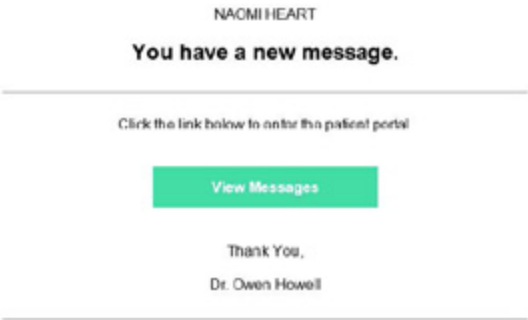 NAOMI HEART
You have a new message.
Click the link below to enter the patient portal
View Messages
Thank You,
Dr. Owen Howell